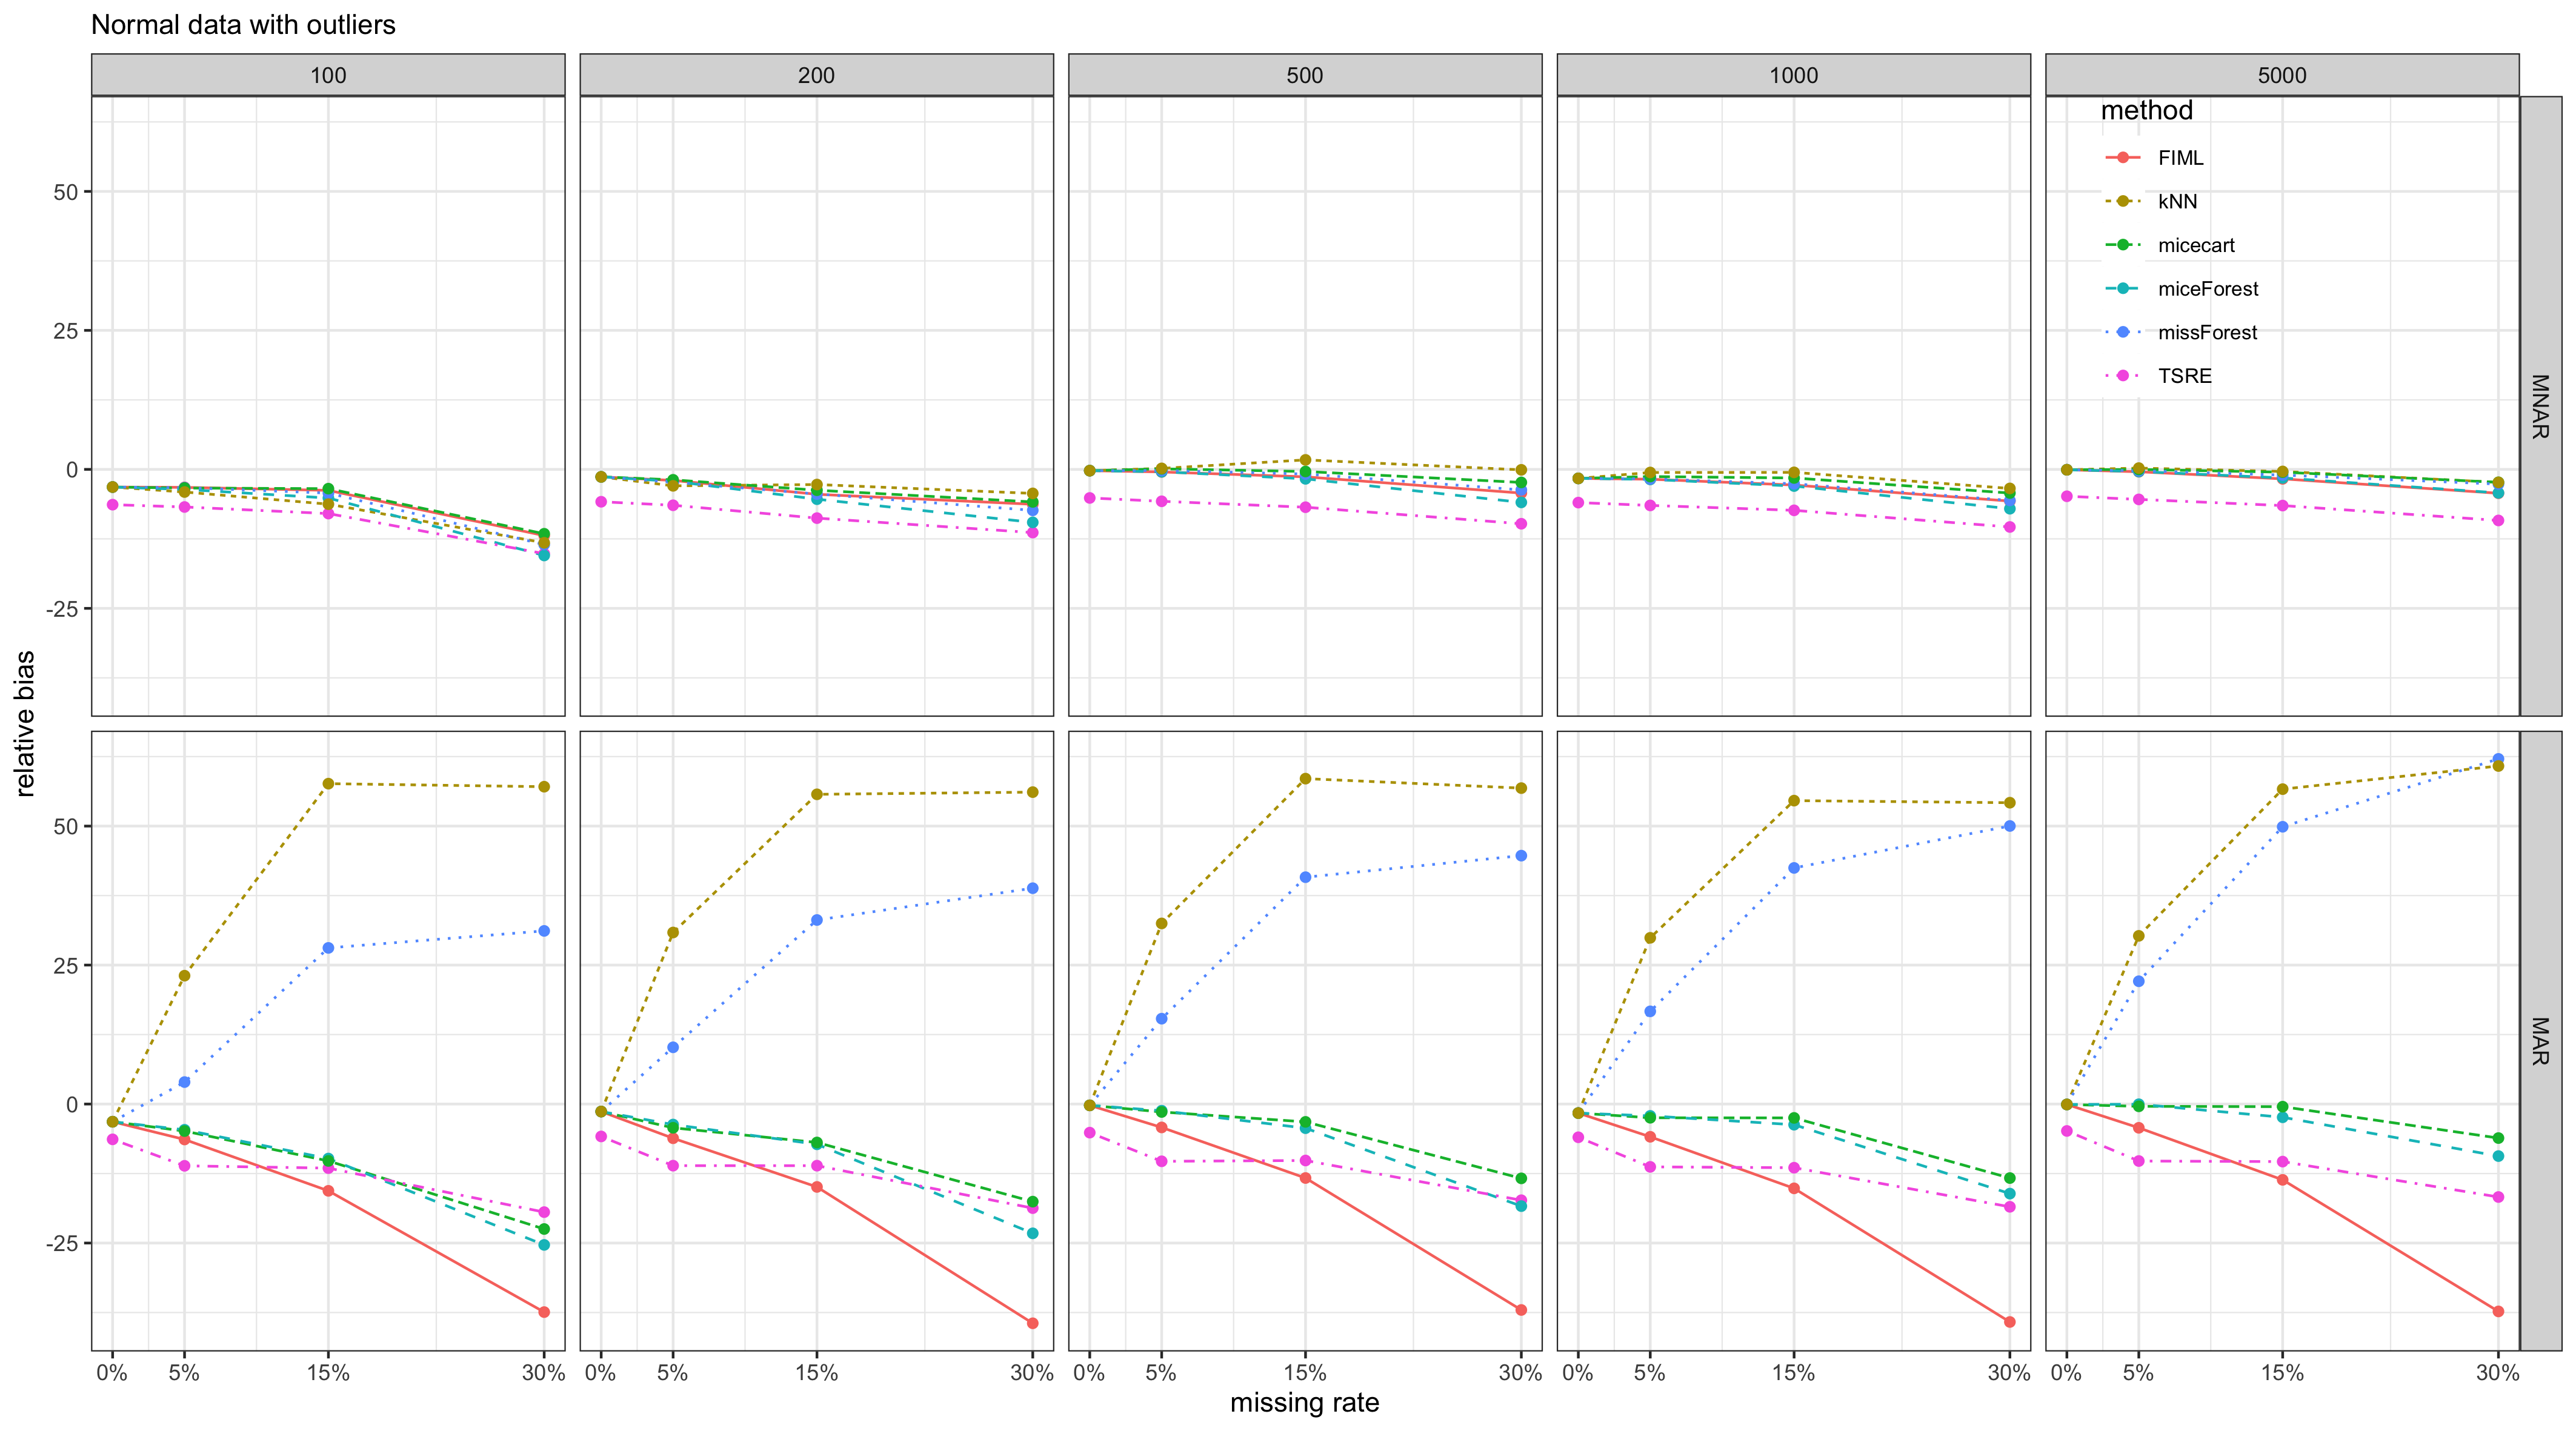 Normal data with outliers
100 200 500 1000 5000
method
FIML
kNN
micecart
miceForest
missForest
TSRE
50
25
0
-25
MNAR
relative bias
50
25
0
-25
MAR
0% 5% 15% 30% 0% 5% 15% 30% 0% 5% 15% 30% 0% 5% 15% 30% 0% 5% 15% 30%
missing rate